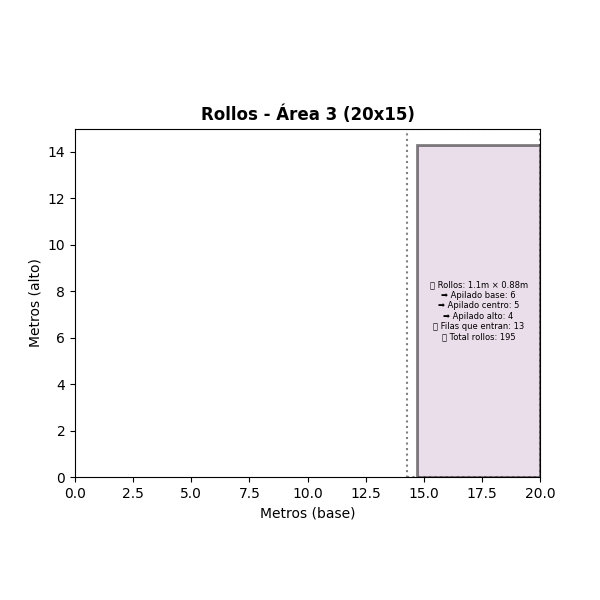 Rollos - Área 3 (20x15)
Metros (alto)
14
12
10
8
6
4
2
0
▯ Rollos: 1.1m × 0.88m
➡ Apilado base: 6
➡ Apilado centro: 5
➡ Apilado alto: 4
▯ Filas que entran: 13
▯ Total rollos: 195
0.0 2.5 5.0 7.5 10.0 12.5 15.0 17.5 20.0
Metros (base)